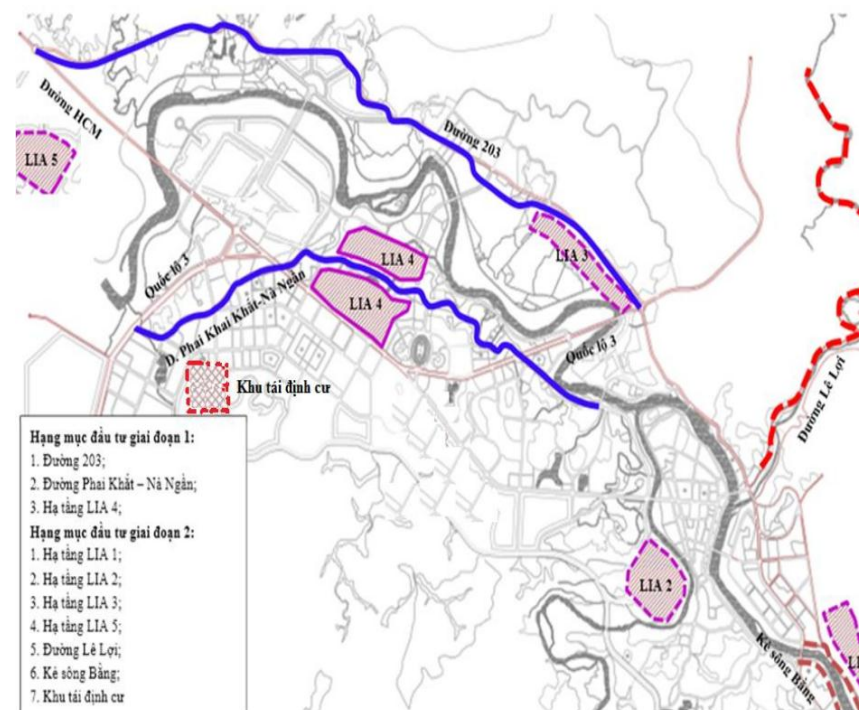 Đường HCM
Đường 203
LIA 5
LIA 3
LIA 4
Quốc lộ 3
LIA 4
D. Phai Khai Khắt-Nà Ngần
Quốc lộ 3
Khu tái định cư
Đường Lê Lợi
Hạng mục đầu tư giai đoạn 1:
1. Đường 203;
2. Đường Phai Khắt – Nà Ngần;
3. Hạ tầng LIA 4;
Hạng mục đầu tư giai đoạn 2:
1. Hạ tầng LIA 1;
2. Hạ tầng LIA 2;
3. Hạ tầng LIA 3;
4. Hạ tầng LIA 5;
5. Đường Lê Lợi;
6. Kè sông Bằng;
7. Khu tái định cư
LIA 2
Kè sông Bằng